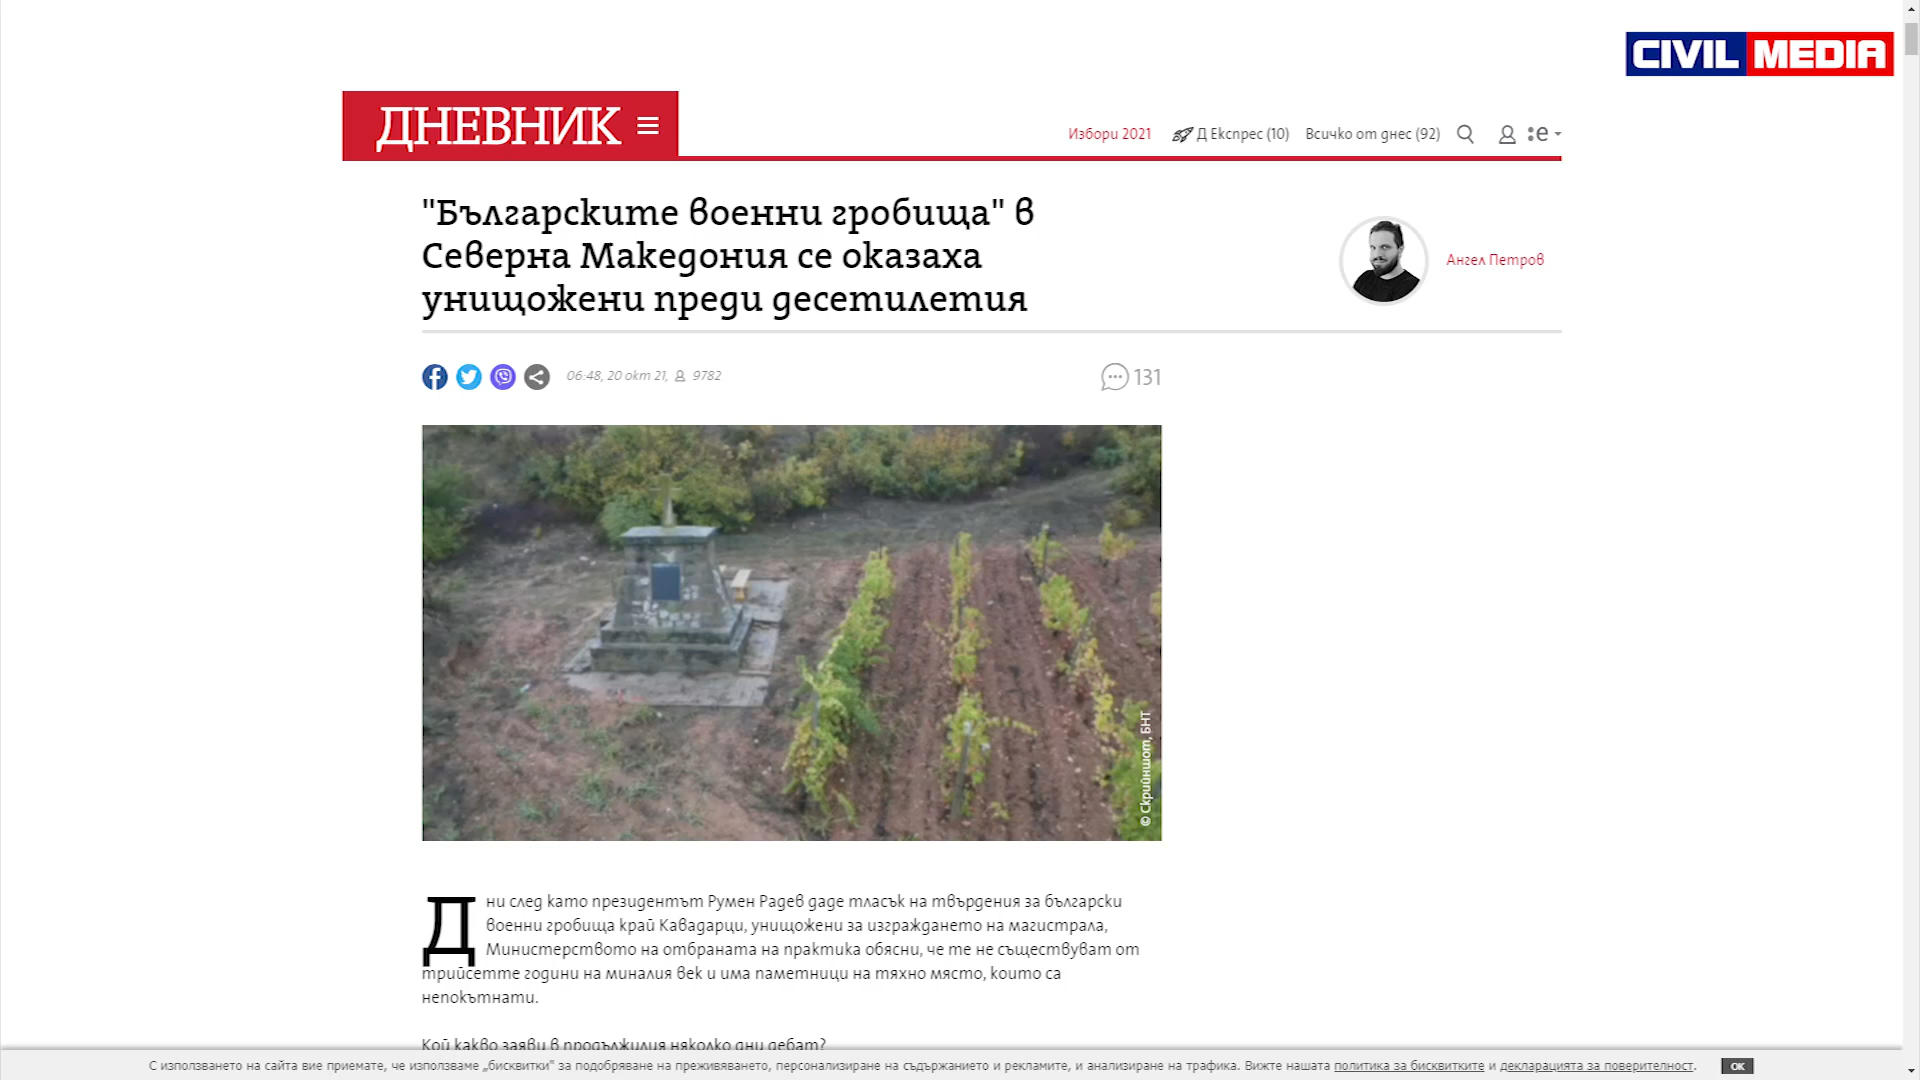 CIVIL MEDIA
ДНЕВНИК
Избори 2021
Д Експрес (10)
Всичко от днес (92)
:e
"Българските военни гробища" в
Северна Македония се оказаха
унищожени преди десетилетия
Ангел Петров
06:48, 20 окт 21, 9782
131
© Скрийншот, БНТ
Дни след като президентът Румен Радев даде тласък на твърдения за български
военни гробища край Кавадарци, унищожени за изграждането на магистрала,
Министерството на отбраната на практика обясни, че те не съществуват от
трийсетте години на миналия век и има паметници на тяхно място, които са
непокътнати.
Кой какво заяви в продължилия няколко дни дебат?
С използването на сайта вие приемате, че използваме „бисквитки" за подобряване на преживяването, персонализиране на съдържанието и рекламите, и анализиране на трафика. Вижте нашата политика за бисквитките и декларацията за поверителност.
OK